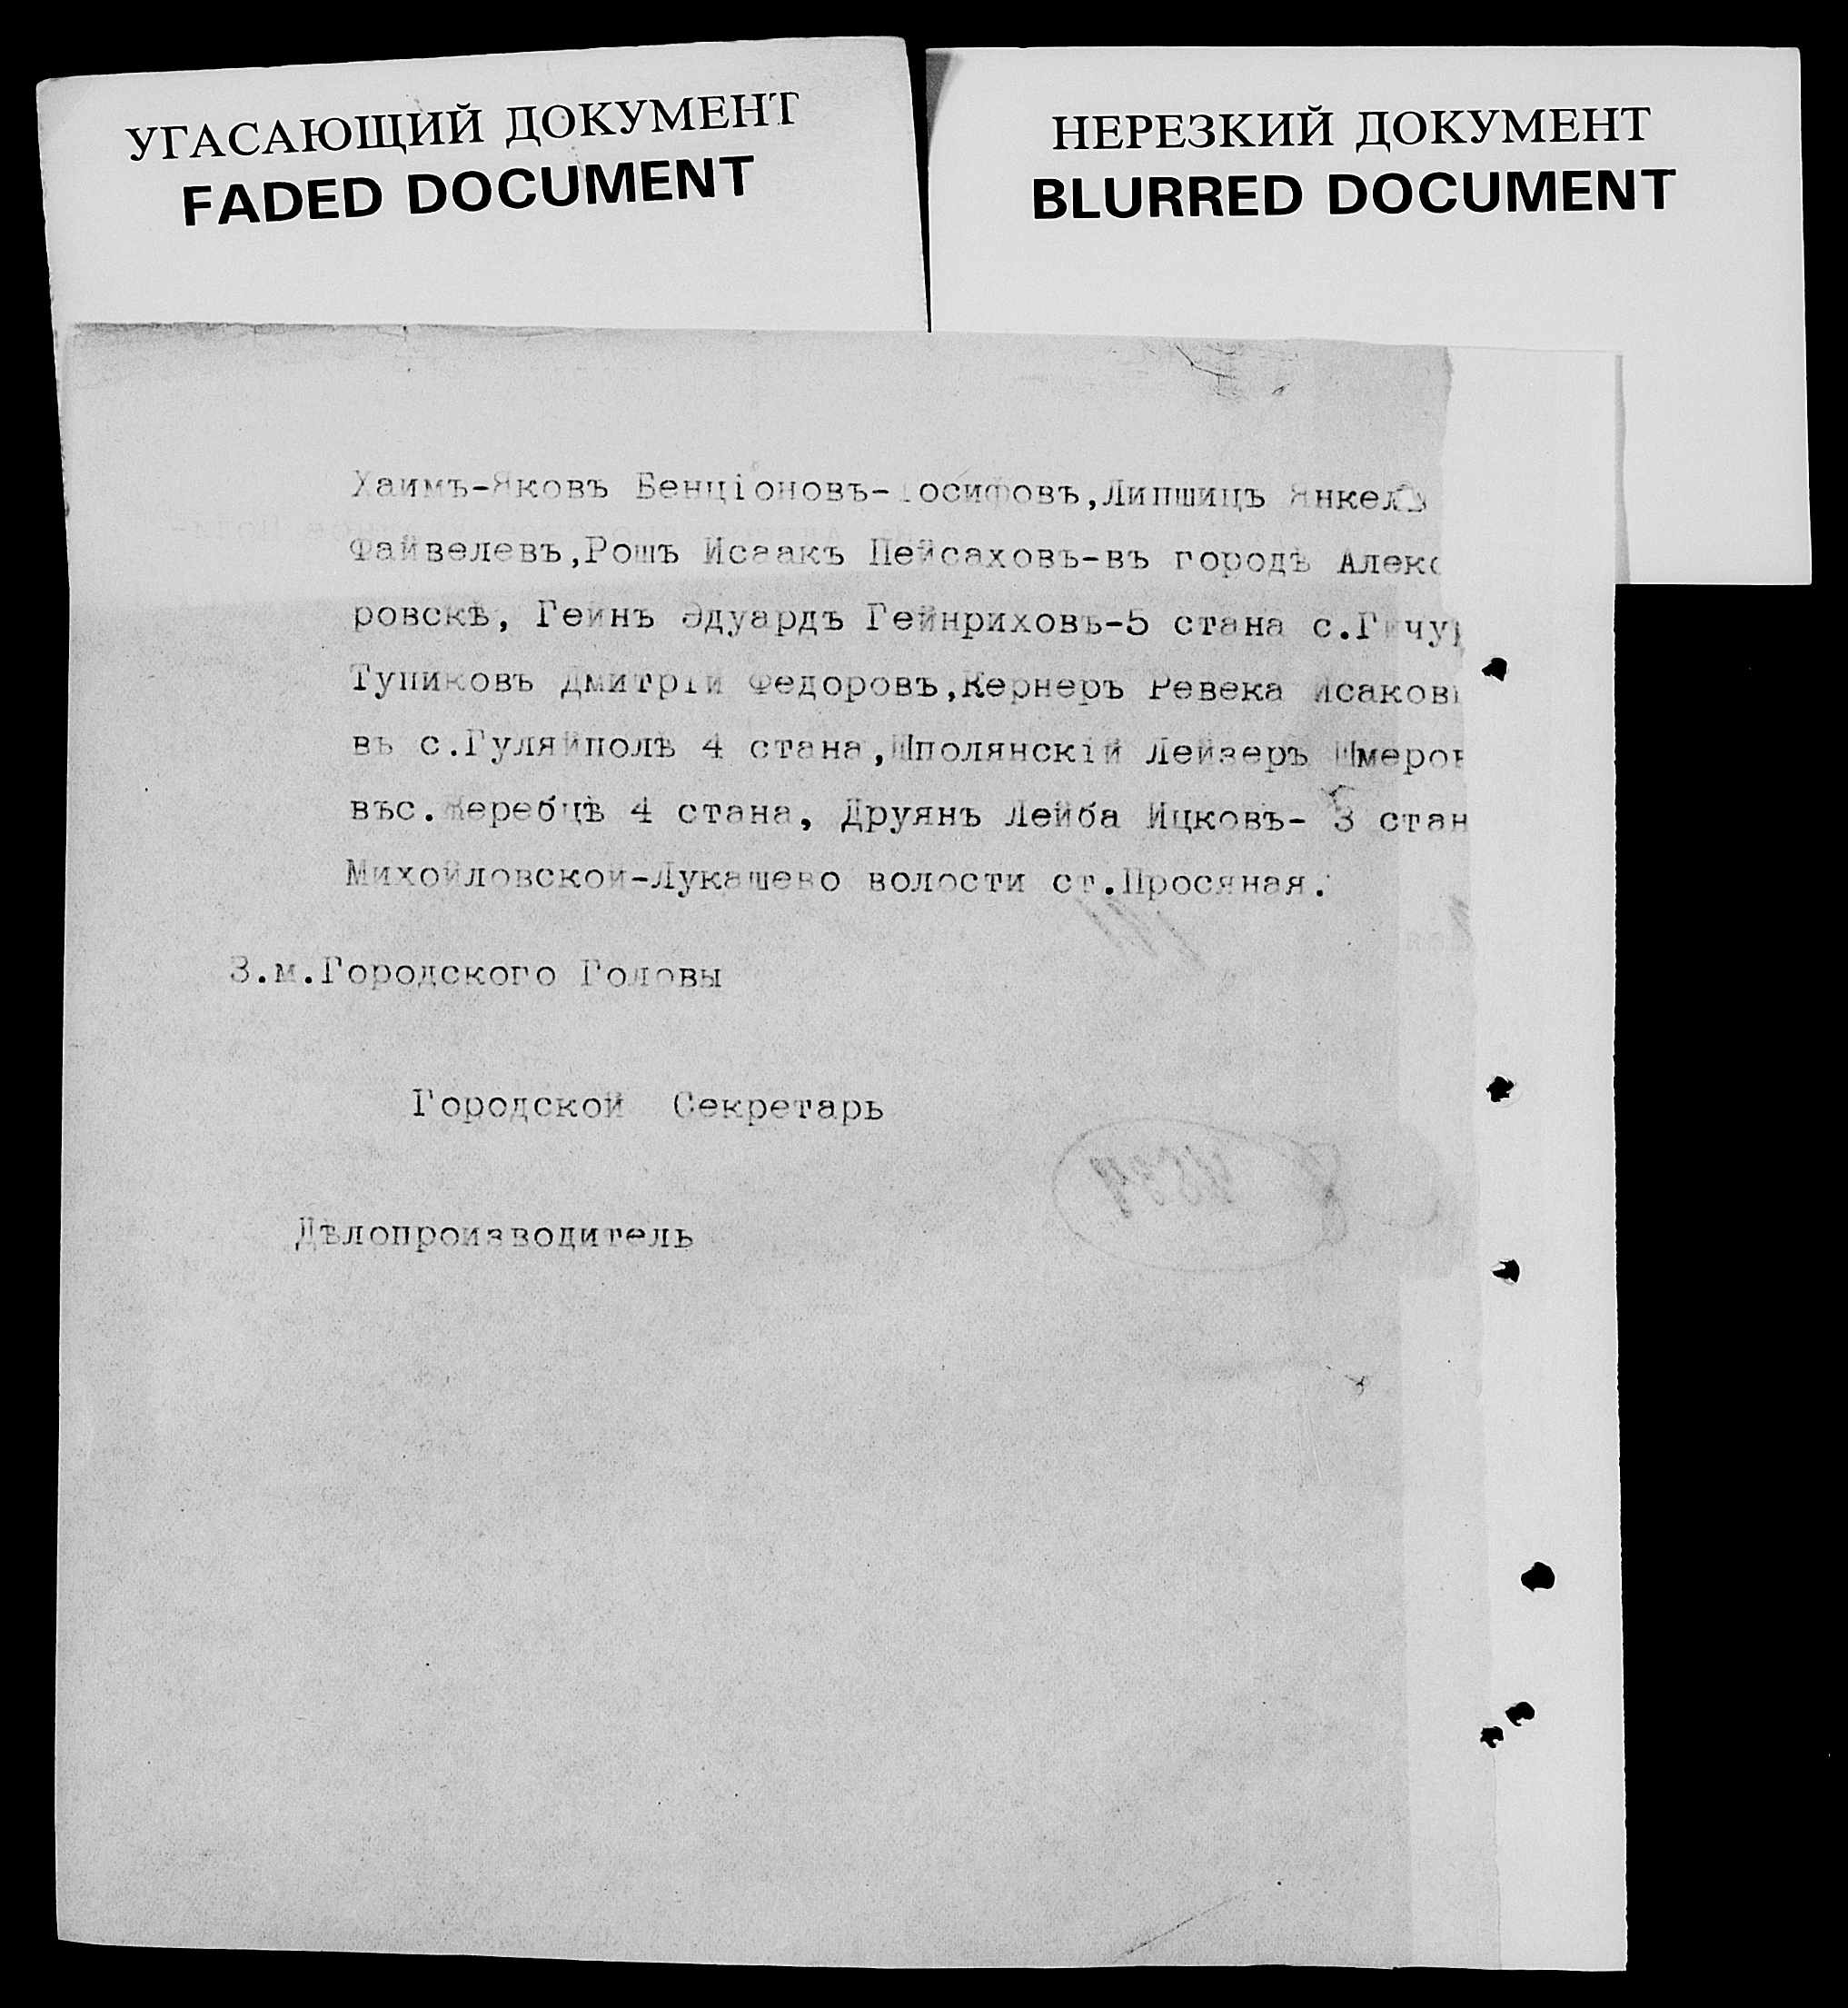 УГАСАЮЩИЙ ДОКУМЕНТ
FADED DOCUMENT
НЕРЕЗКИЙ ДОКУМЕНТ
BLURRED DOCUMENT
Хаимъ-Яковъ Бенціоновъ-Іосифовъ,Липшицъ Янкель
Файвелевъ,Рошъ Исаакъ Пейсаховъ-въ городѣ Алекс
ровскѣ, Гейнъ Эдуардъ Гейнриховъ-5 стана с.Гичур
Тупиковъ Дмитрій Федоровъ,Кернеръ Ревека Исаков
въ с.Гуляйполѣ 4 стана,Шполянскій Лейзеръ Шмеров
въс.Жеребцѣ 4 стана, Друянъ Лейба Ицковъ- 3 стан
Михойловской-Лукашево волости ст.Просяная.
З.м.Городского Головы
Городской Секретарь
Дѣлопроизводитель